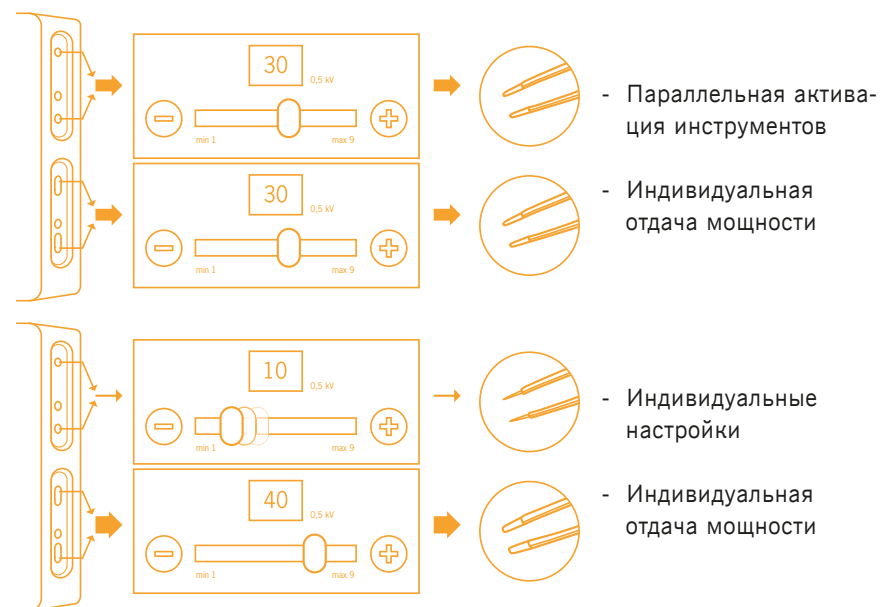 30
0,5 kV
min 1
max 9
- Параллельная актива-
ция инструментов
30
0,5 kV
min 1
max 9
- Индивидуальная
отдача мощности
10
0,5 kV
min 1
max 9
- Индивидуальные
настройки
40
0,5 kV
min 1
max 9
- Индивидуальная
отдача мощности